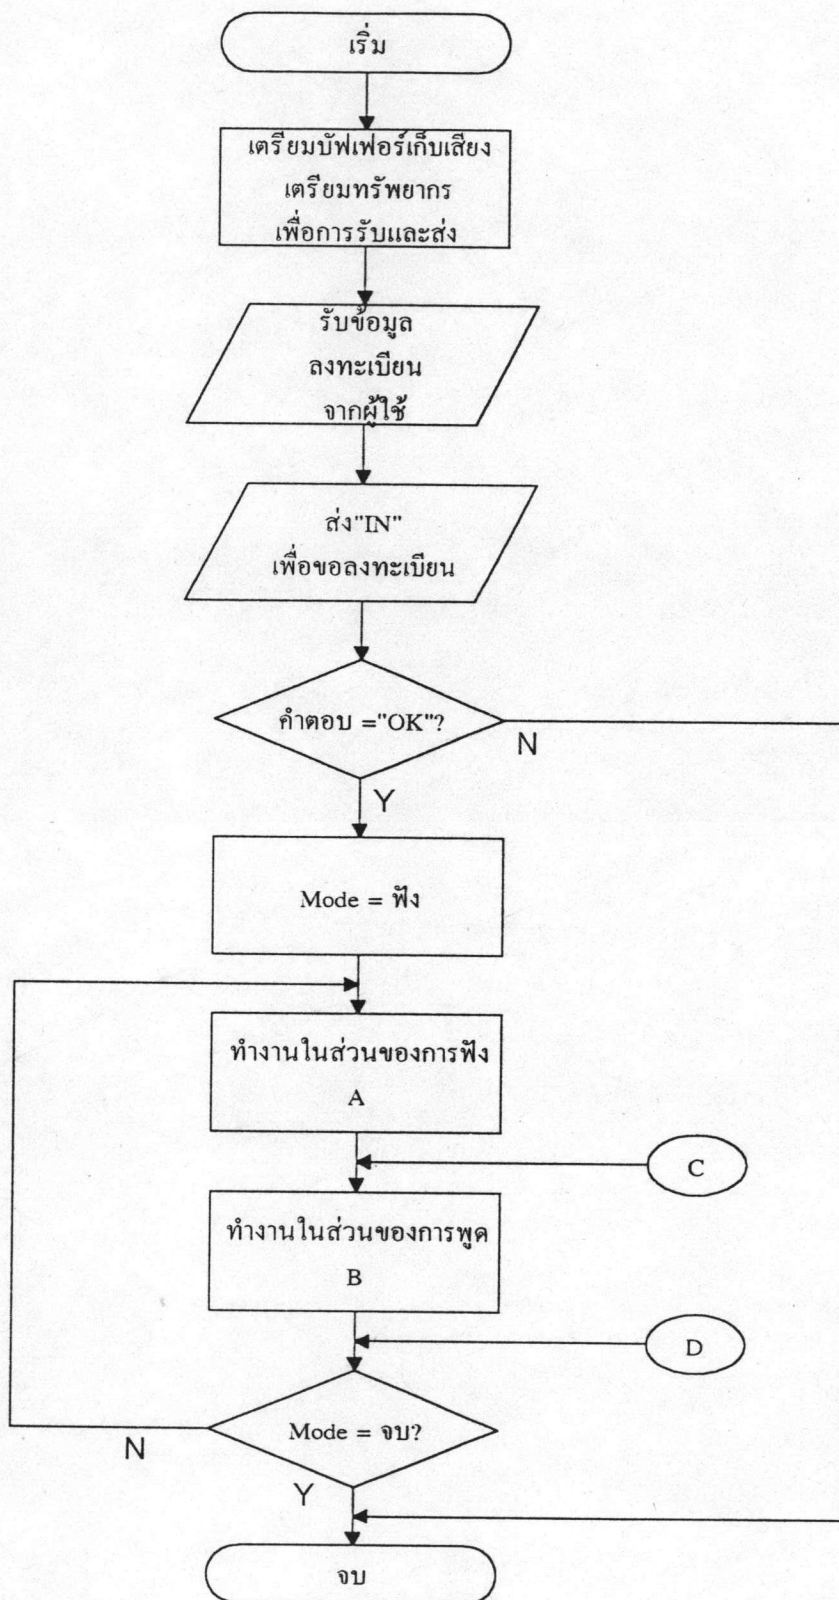 เริ่ม
เตรียมบัฟเฟอร์เก็บเสียง
เตรียมทรัพยากร
เพื่อการรับและส่ง
รับข้อมูล
ลงทะเบียน
จากผู้ใช้
ส่ง"IN"
เพื่อขอลงทะเบียน
คำตอบ ="OK"?
N
Y
Mode = ฟัง
ทำงานในส่วนของการฟัง
A
C
ทำงานในส่วนของการพูด
B
D
Mode = จบ?
N
Y
จบ